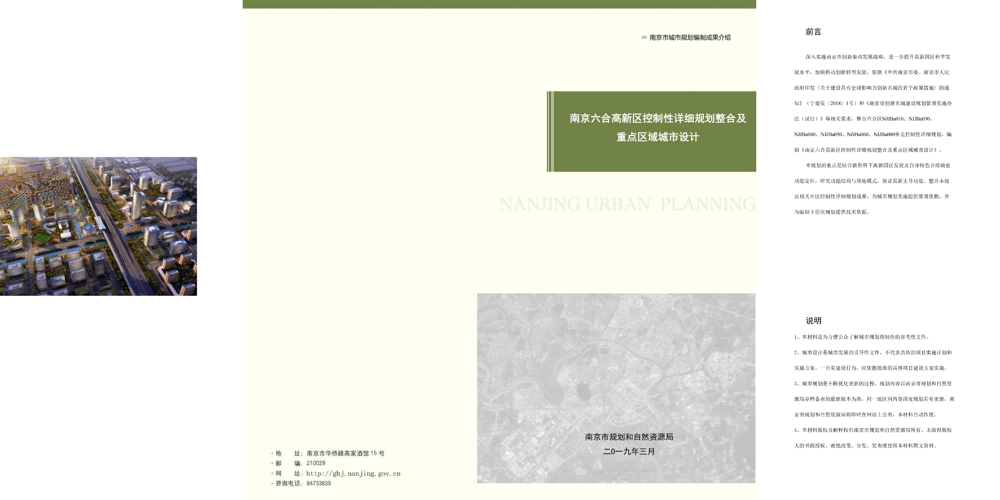 >> 南京市城市规划编制成果介绍
南京六合高新区控制性详细规划整合及
重点区域城市设计
NANJING URBAN PLANNING
南京市规划和自然资源局
二0一九年三月
·地 址：南京市华侨路高家酒馆 15 号
·邮 编：210029
·网 址：http://ghj.nanjing.gov.cn
·咨询电话：84733839
前言
深入实施南京市创新驱动发展战略，进一步提升高新园区科学发
展水平，加快推动创新转型发展，依据《中共南京市委、南京市人民
政府印发〈关于建设具有全球影响力创新名城的若干政策措施〉的通
知》（宁委发〔2018〕1号）和《南京市创新名城建设规划管理实施办
法（试行）》等相关要求，整合六合区NJJBa010、NJJBa030、
NJJBa040、NJJBa050、NJJBa060、NJJBa080单元控制性详细规划，编
制《南京六合高新区控制性详细规划整合及重点区域城市设计》。
本规划的重点是结合新形势下高新园区发展及自身特色合理确定
功能定位，研究功能结构与用地模式，保证高新主导功能。整合本地
区相关片区控制性详细规划成果，为城市规划实施提供管理依据，并
为编制下层次规划提供技术依据。
说明
1、本材料是为方便公众了解城市规划而制作的参考性文件。
2、城市设计是城市发展的引导性文件，不代表具体的项目实施计划和
实施方案。一旦有建设行为，应依据批准的具体项目建设方案实施。
3、城市规划是不断优化更新的过程，规划内容以南京市规划和自然资
源局存档备查的最新版本为准，同一地区同内容深度规划若有更新，南
京市规划和自然资源局将即时在网站上公布，本材料自动作废。
4、本材料版权及解释权归南京市规划和自然资源局所有，未取得版权
人的书面授权，谢绝改变、分发、发布或使用本材料图文资料。